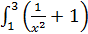 ∫₁³ (1/x² + 1)